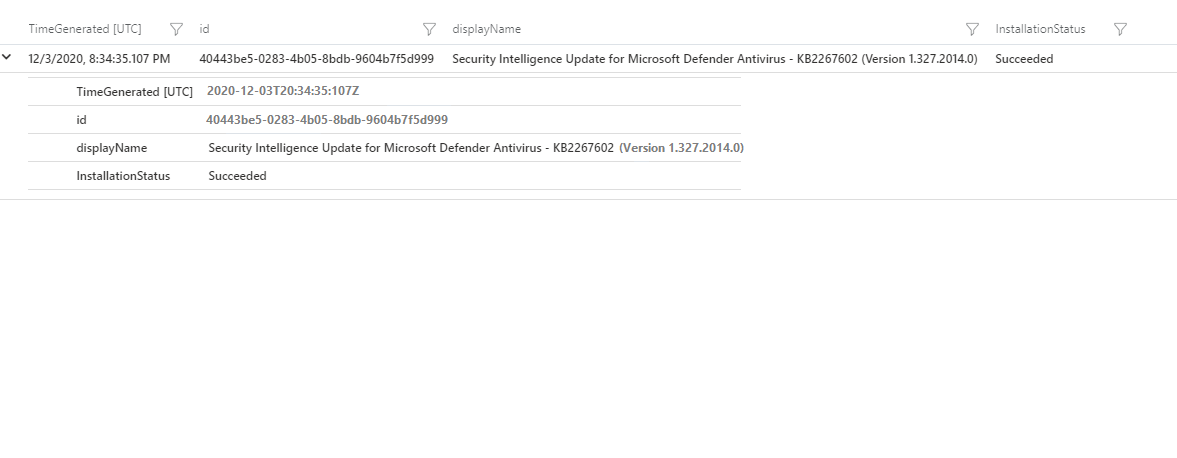 TimeGenerated [UTC] id displayName InstallationStatus
12/3/2020, 8:34:35.107 PM 40443be5-0283-4b05-8bdb-9604b7f5d999 Security Intelligence Update for Microsoft Defender Antivirus - KB2267602 (Version 1.327.2014.0) Succeeded
TimeGenerated [UTC] 2020-12-03T20:34:35:107Z
id 40443be5-0283-4b05-8bdb-9604b7f5d999
displayName Security Intelligence Update for Microsoft Defender Antivirus - KB2267602 (Version 1.327.2014.0)
InstallationStatus Succeeded